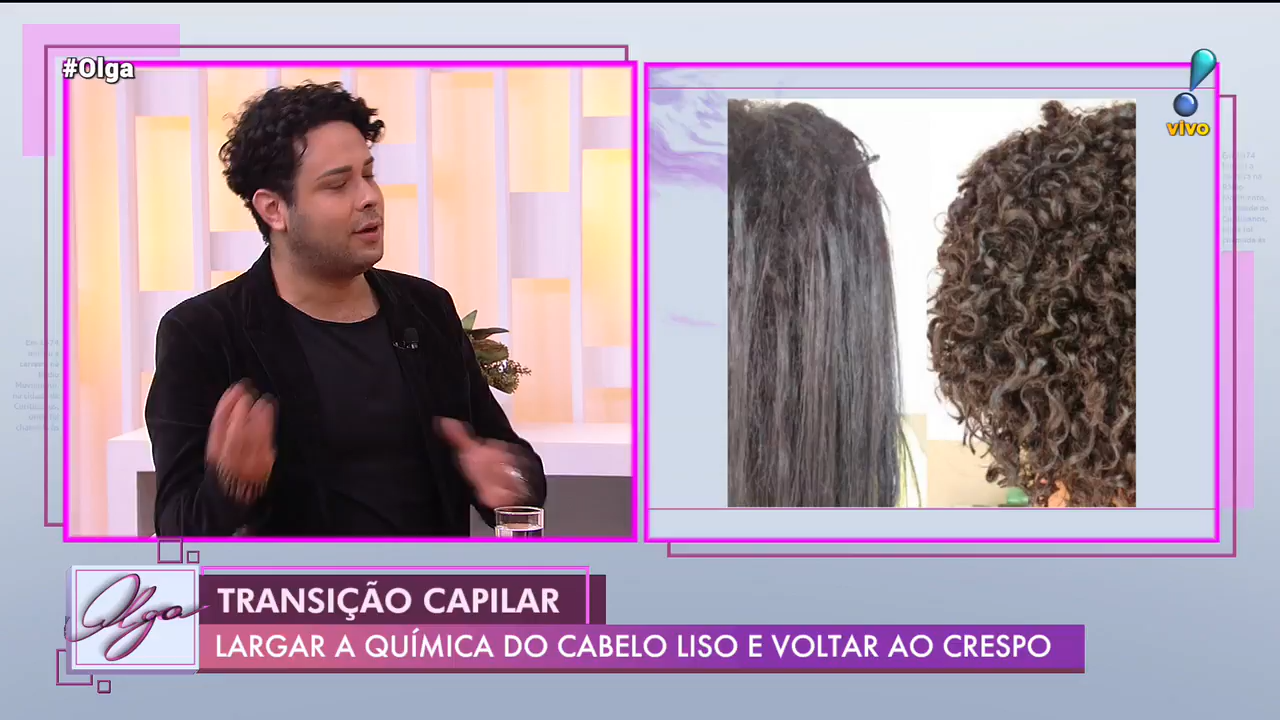 #Olga
vivo
Olga
TRANSIÇÃO CAPILAR
LARGAR A QUÍMICA DO CABELO LISO E VOLTAR AO CRESPO